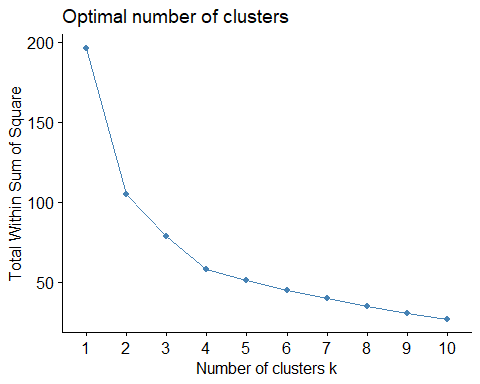 Optimal number of clusters
200
150
100
50
Total Within Sum of Square
1 2 3 4 5 6 7 8 9 10
Number of clusters k